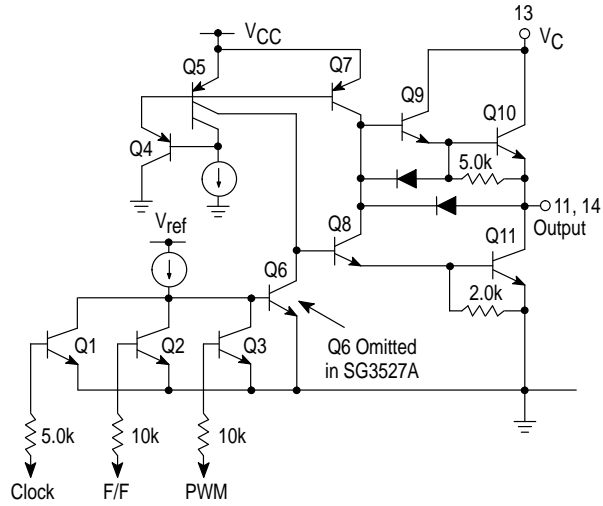 13
VCC
VC
Q5
Q7
Q9
Q10
Q4
5.0k
11, 14
Output
Vref
Q8
Q11
Q6
2.0k
Q1
Q2
Q3
Q6 Omitted
in SG3527A
5.0k
10k
10k
Clock
F/F
PWM